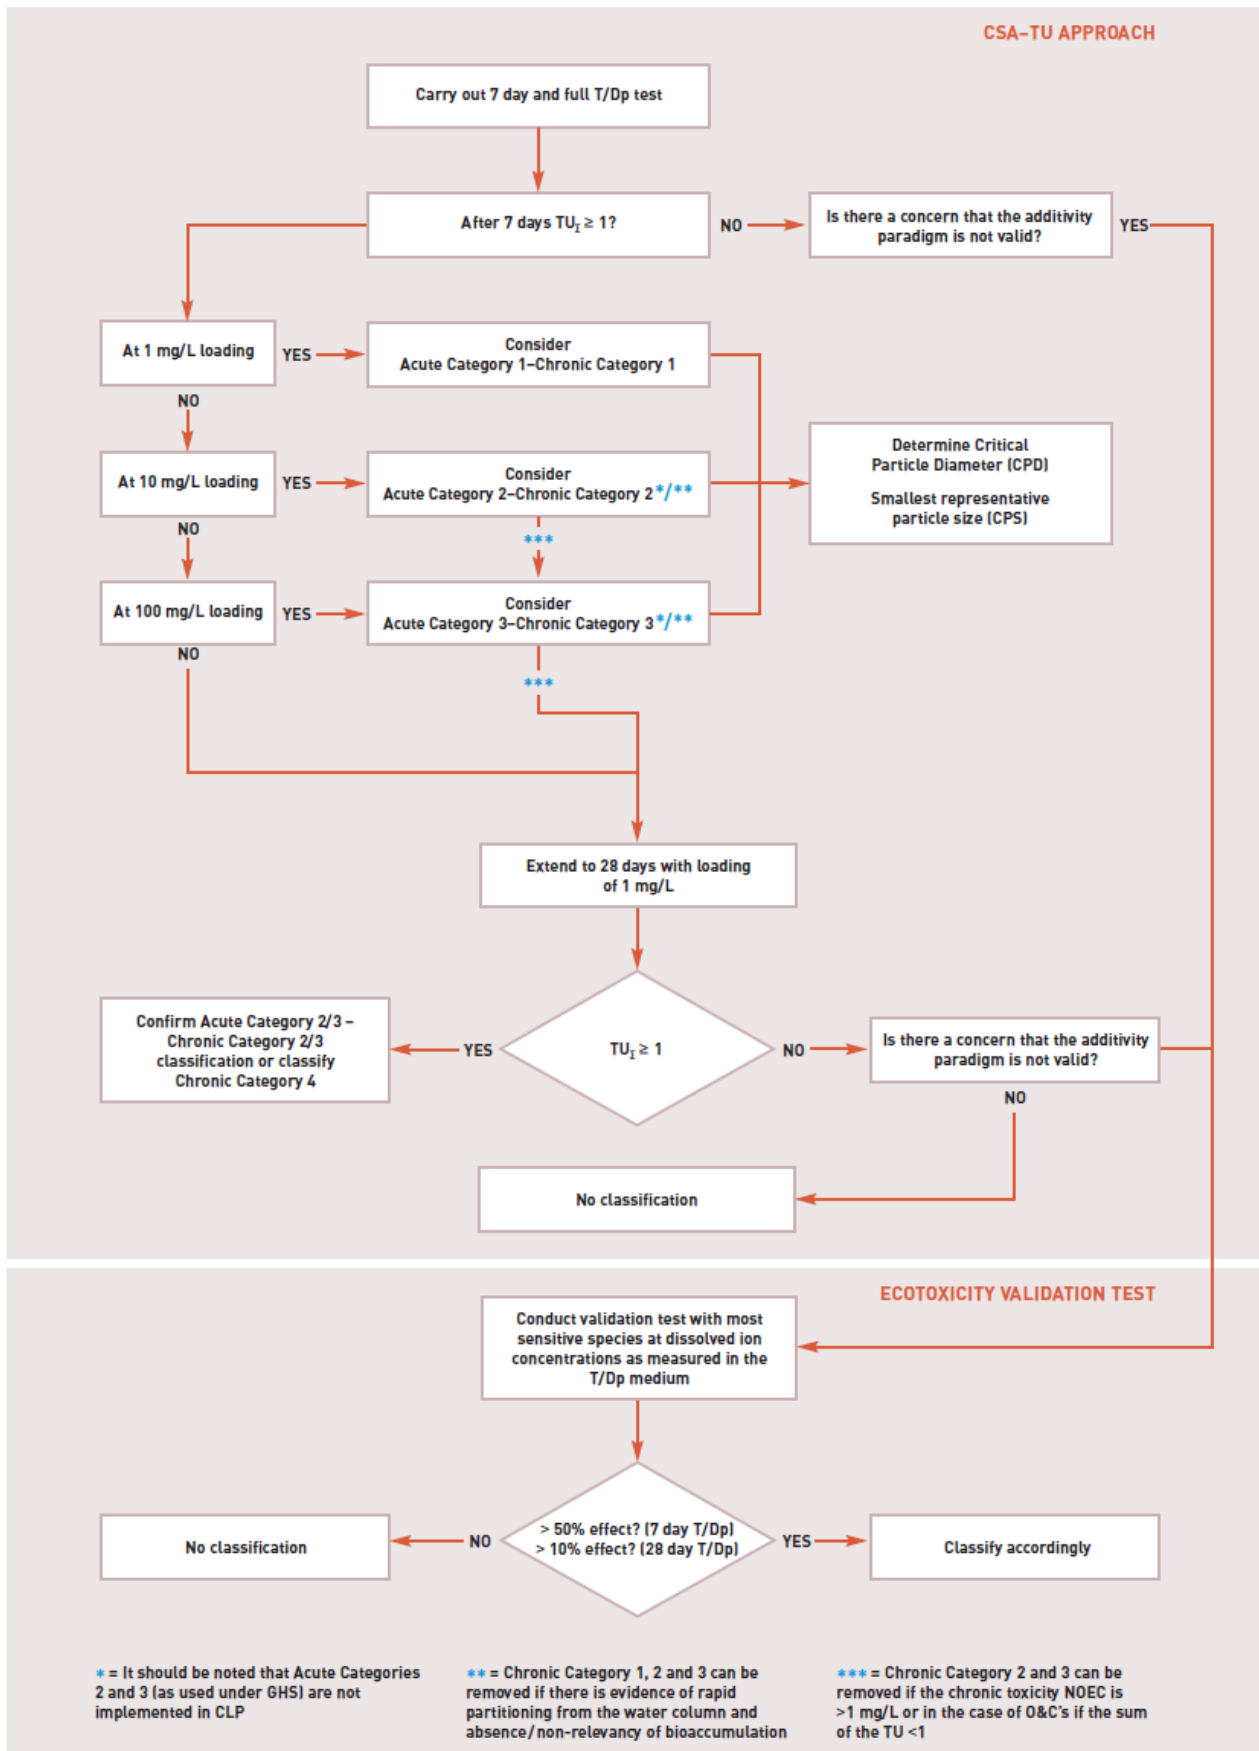 CSA–TU APPROACH
Carry out 7 day and full T/Dp test
After 7 days TUΣ ≥ 1?
NO
Is there a concern that the additivity
paradigm is not valid?
YES
At 1 mg/L loading
YES
Consider
Acute Category 1–Chronic Category 1
NO
At 10 mg/L loading
YES
Consider
Acute Category 2–Chronic Category 2*/**
Determine Critical
Particle Diameter (CPD)
Smallest representative
particle size (CPS)
NO
***
At 100 mg/L loading
YES
Consider
Acute Category 3–Chronic Category 3*/**
NO
***
Extend to 28 days with loading
of 1 mg/L
Confirm Acute Category 2/3 –
Chronic Category 2/3
classification or classify
Chronic Category 4
YES
TUΣ ≥ 1
NO
Is there a concern that the additivity
paradigm is not valid?
NO
No classification
ECOTOXICITY VALIDATION TEST
Conduct validation test with most
sensitive species at dissolved ion
concentrations as measured in the
T/Dp medium
No classification
NO
> 50% effect? (7 day T/Dp)
> 10% effect? (28 day T/Dp)
YES
Classify accordingly
* = It should be noted that Acute Categories
2 and 3 (as used under GHS) are not
implemented in CLP
** = Chronic Category 1, 2 and 3 can be
removed if there is evidence of rapid
partitioning from the water column and
absence/non-relevancy of bioaccumulation
*** = Chronic Category 2 and 3 can be
removed if the chronic toxicity NOEC is
>1 mg/L or in the case of O&C's if the sum
of the TU <1